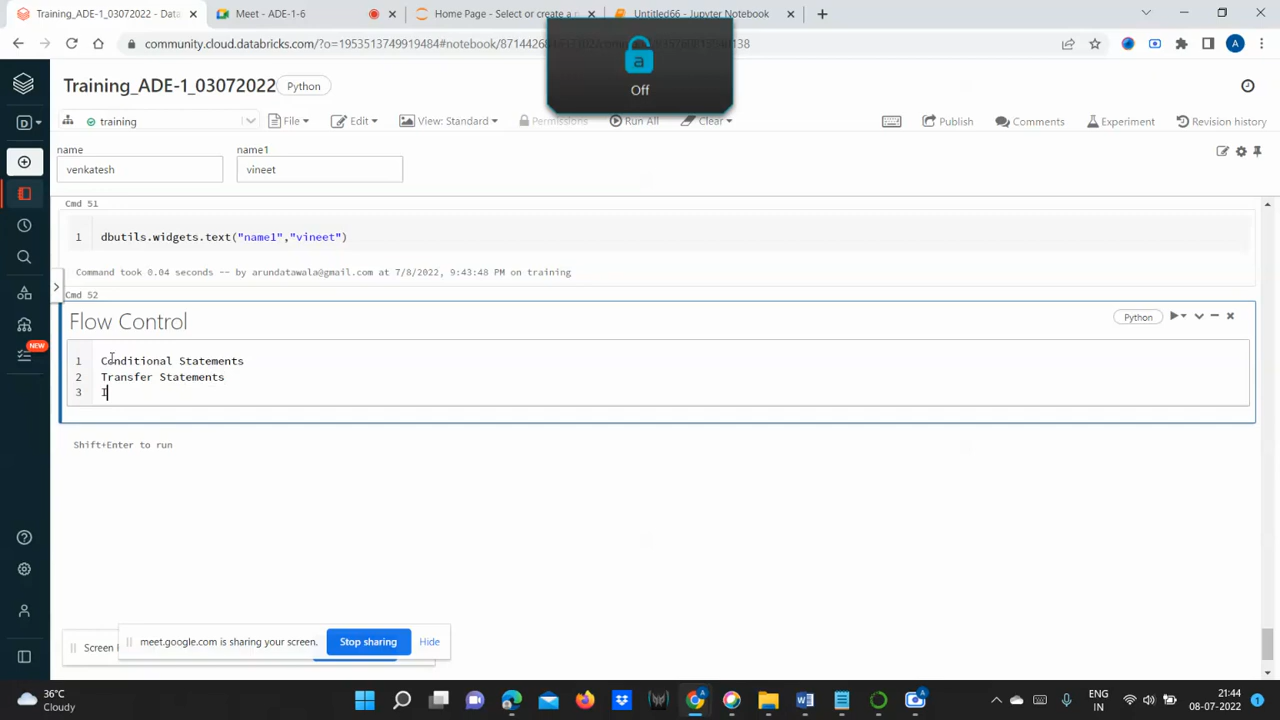 Training_ADE-1_03072022 - Dat
Meet - ADE-1-6
Home Page - Select or create a
Untitled66 - Jupyter Notebook
community.cloud.databricks.com/?o=1953513749919484#notebook/
a
Off
Training_ADE-1_03072022 Python
training File Edit View: Standard Permissions Run All Clear Publish Experiment Comments Revision history
name name1
venkatesh vineet
Cmd 51
1 dbutils.widgets.text("name1","vineet")
Command took 0.04 seconds -- by arundatawala@gmail.com at 7/8/2022, 9:43:48 PM on training
Cmd 52
Flow Control
Python
1 Conditional Statements
2 Transfer Statements
3 I
Shift+Enter to run
NEW
D
A
meet.google.com is sharing your screen. Stop sharing Hide
Screen
36°C
Cloudy
ENG
IN
21:44
08-07-2022
1